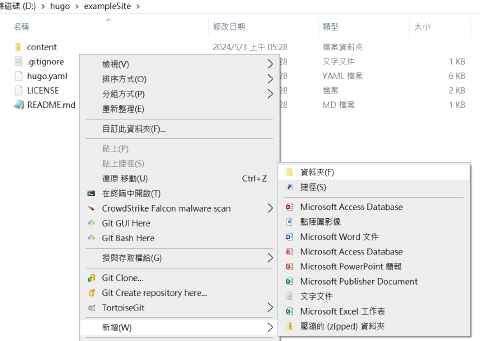 磁碟 (D:) › hugo › exampleSite ›
名稱 修改日期 類型 大小
content 2024/5/3 上午 05:28 檔案資料夾
.gitignore 28 文字文件 1 KB
hugo.yaml 28 YAML 檔案 6 KB
LICENSE 28 檔案 2 KB
README.md 28 MD 檔案 1 KB
檢視(V)
排序方式(O)
分組方式(P)
重新整理(E)
自訂此資料夾(F)...
貼上(P)
貼上捷徑(S)
復原 移動(U) Ctrl+Z
在終端中開啟(T)
CrowdStrike Falcon malware scan
Git GUI Here
Git Bash Here
授與存取權給(G)
Git Clone...
Git Create repository here...
TortoiseGit
新增(W)
資料夾(F)
捷徑(S)
Microsoft Access Database
點陣圖影像
Microsoft Word 文件
Microsoft Access Database
Microsoft PowerPoint 簡報
Microsoft Publisher Document
文字文件
Microsoft Excel 工作表
壓縮的 (zipped) 資料夾